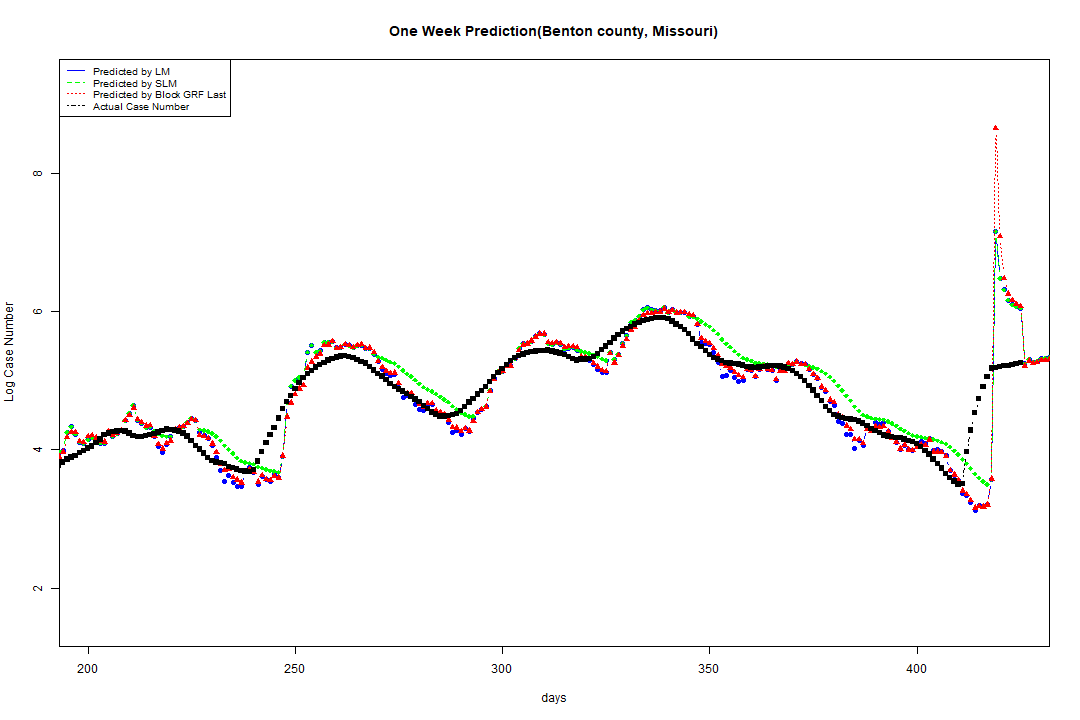 One Week Prediction(Benton county, Missouri)
Predicted by LM
Predicted by SLM
Predicted by Block GRF Last
Actual Case Number
8
6
4
2
Log Case Number
200 250 300 350 400
days